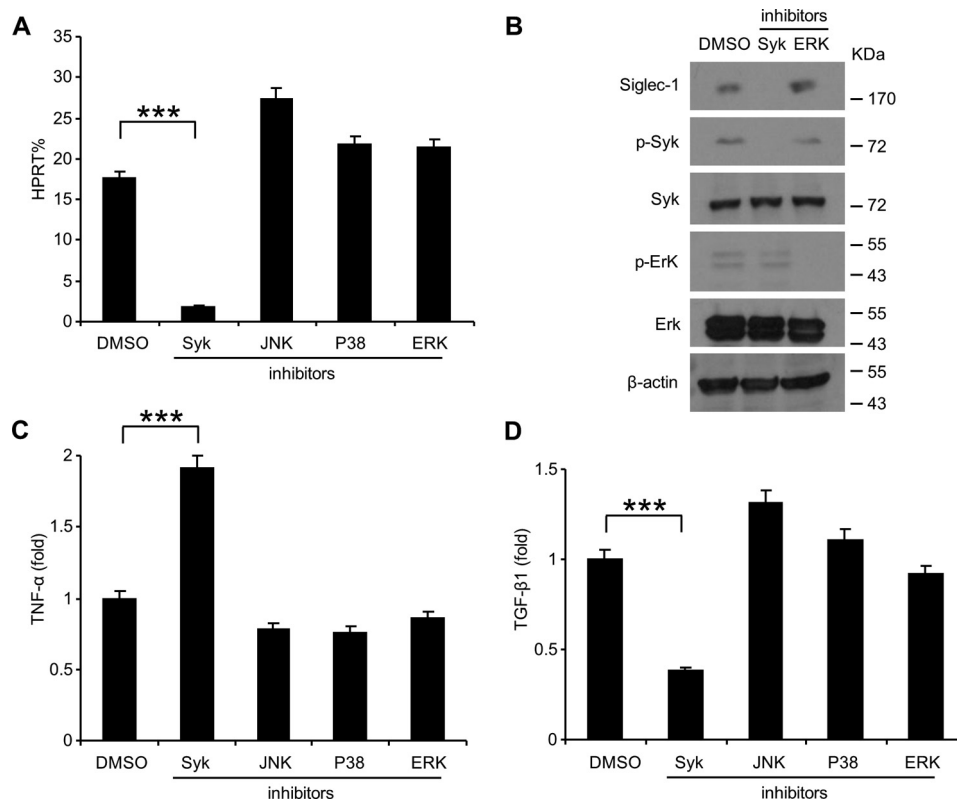 A
HPRT%
35
30
25
20
15
10
5
0
***
DMSO Syk JNK P38 ERK
inhibitors
B
inhibitors
DMSO Syk ERK
KDa
Siglec-1
170
p-Syk
72
Syk
72
p-ErK
55
43
Erk
55
43
β-actin
55
43
C
TNF-α (fold)
2
1.5
1
0.5
0
***
DMSO Syk JNK P38 ERK
inhibitors
D
TGF-β1 (fold)
1.5
1
0.5
0
***
DMSO Syk JNK P38 ERK
inhibitors